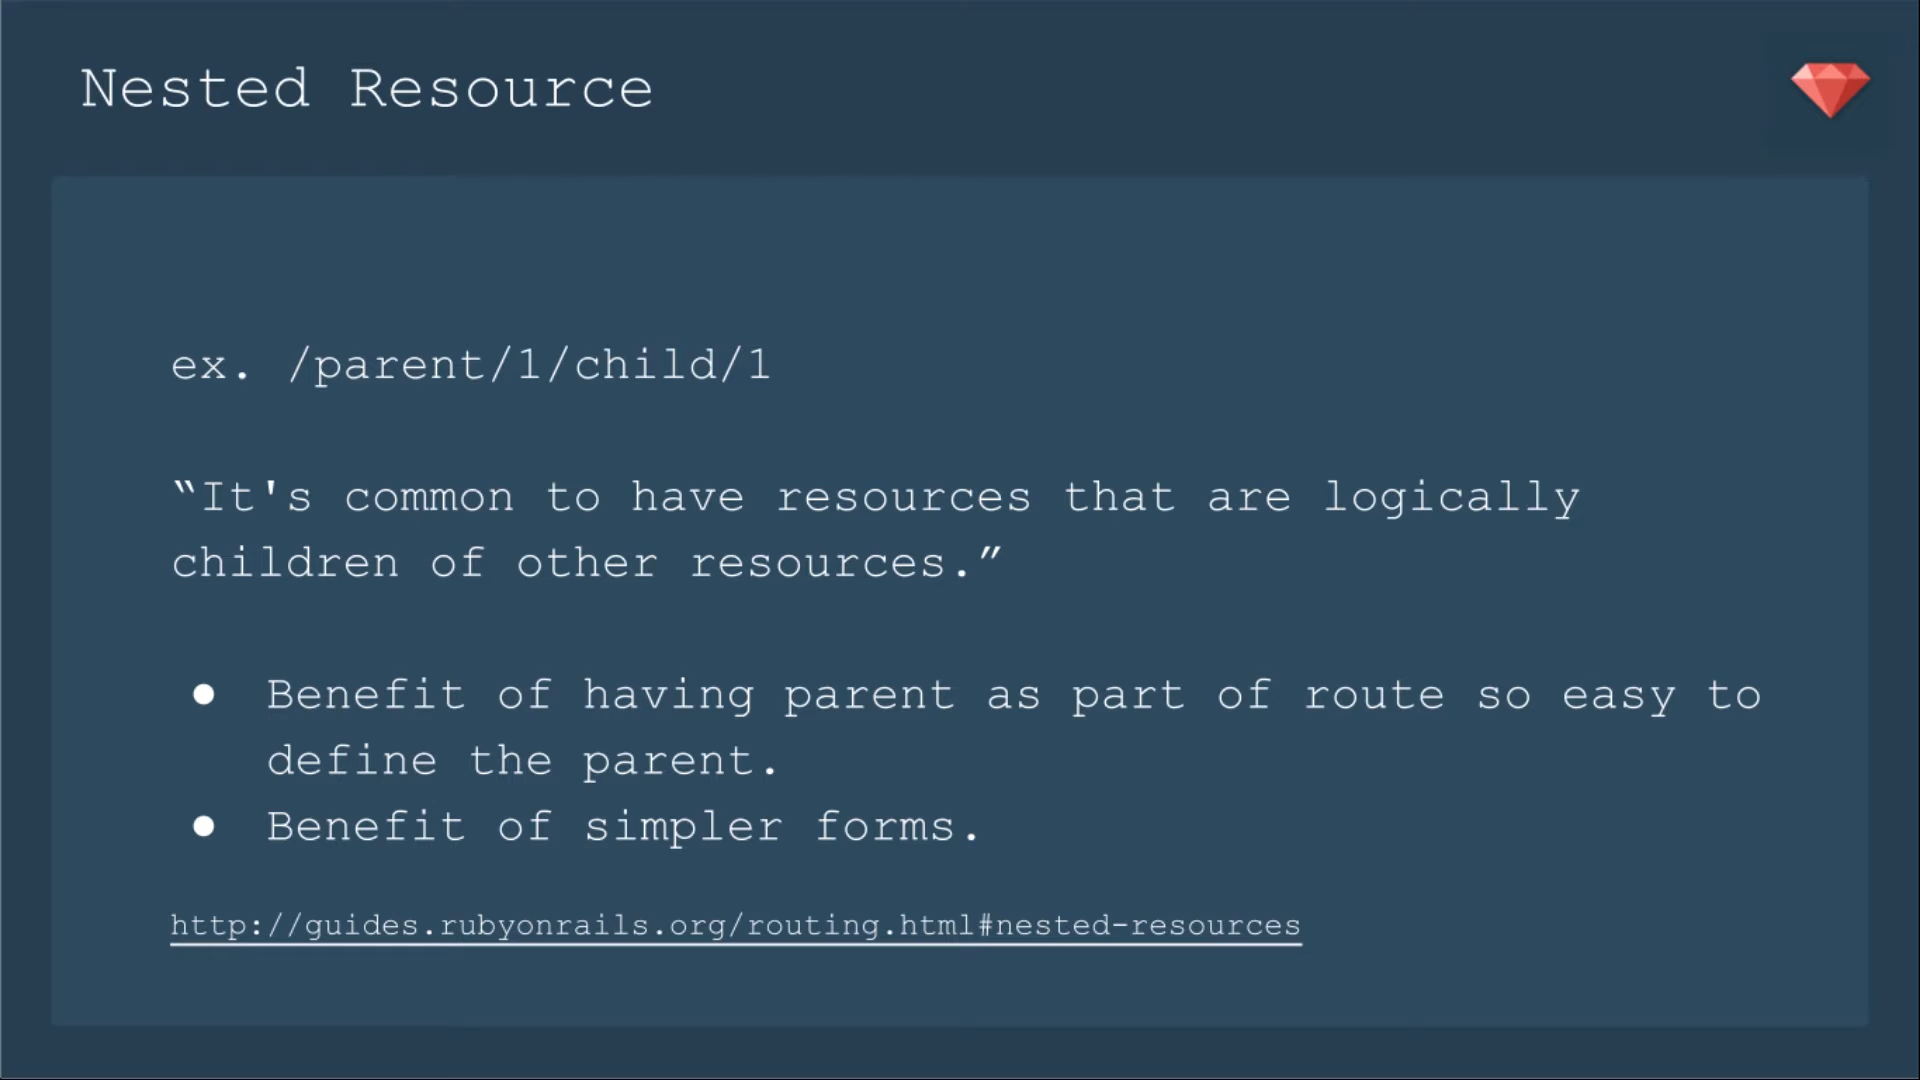 Nested Resource
ex. /parent/1/child/1
“It's common to have resources that are logically
children of other resources.”
● Benefit of having parent as part of route so easy to
define the parent.
● Benefit of simpler forms.
http://guides.rubyonrails.org/routing.html#nested-resources